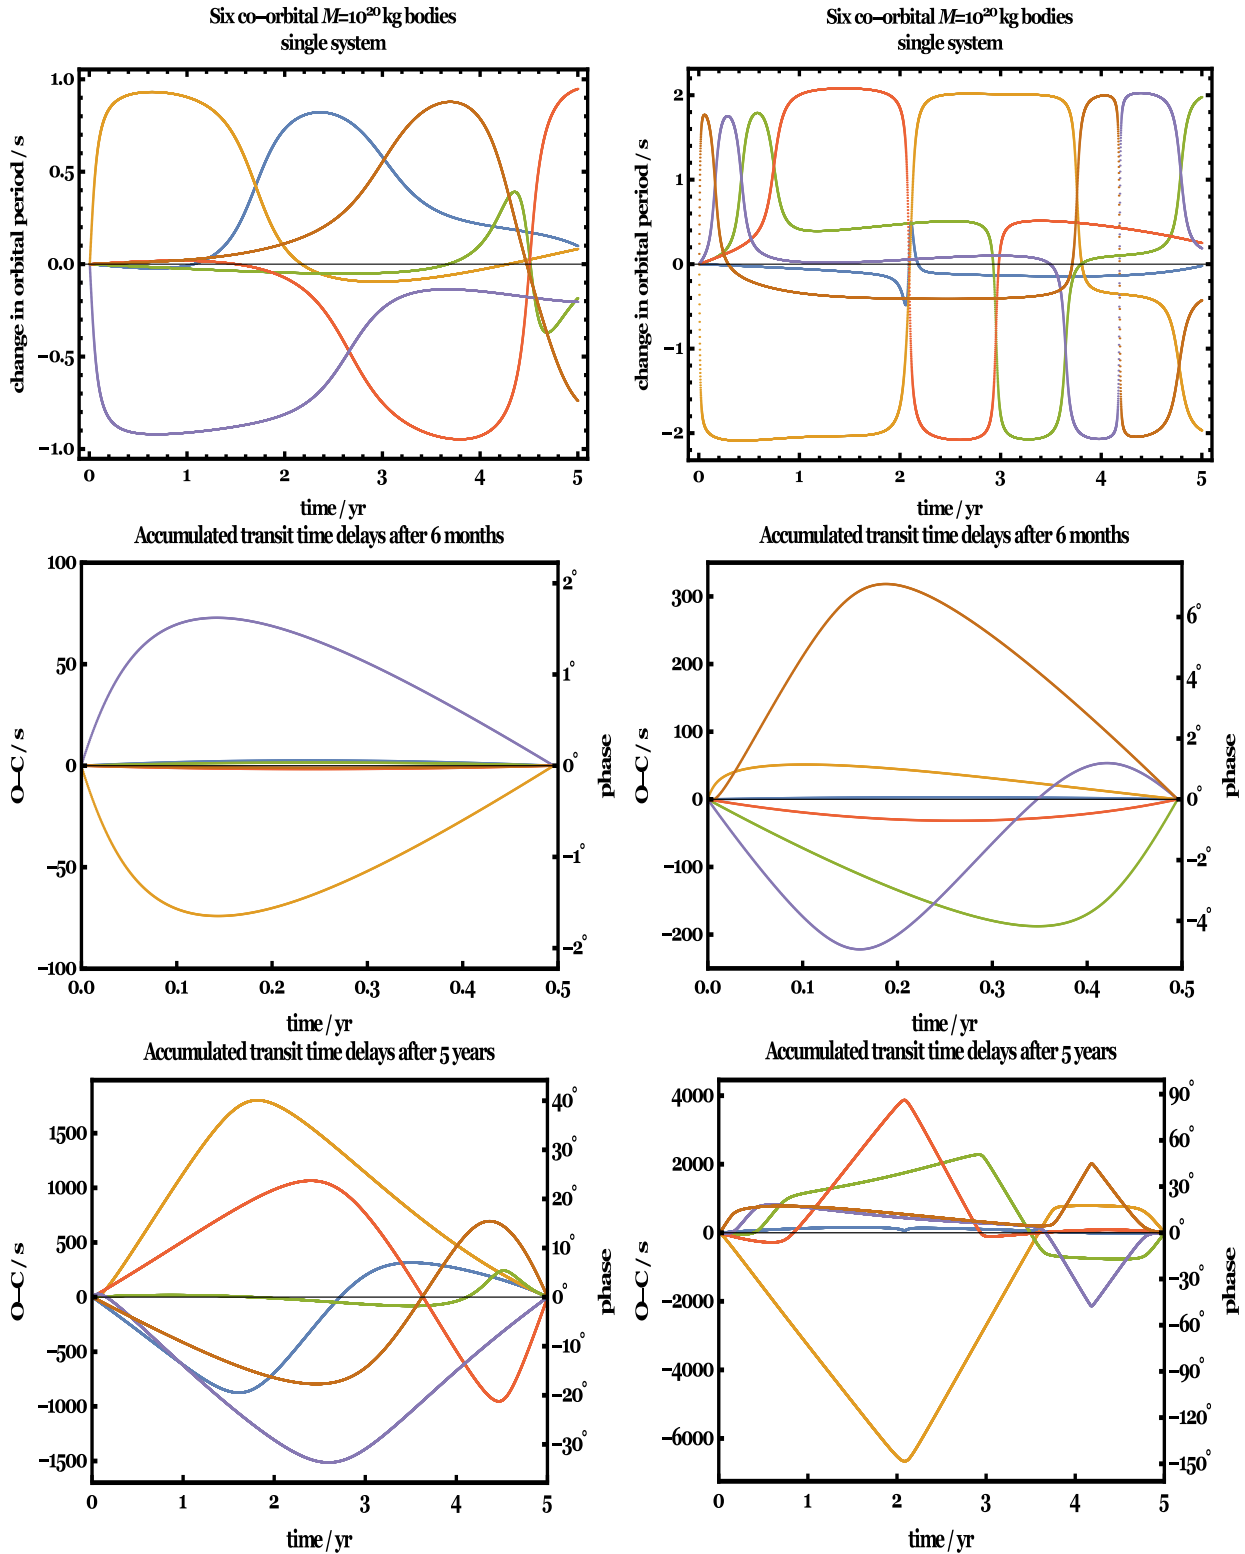 Six co–orbital M=10²⁰ kg bodies
single system
change in orbital period / s
1.0
0.5
0.0
−0.5
−1.0
0 1 2 3 4 5
time / yr
Six co–orbital M=10²⁰ kg bodies
single system
change in orbital period / s
2
1
0
−1
−2
0 1 2 3 4 5
time / yr
Accumulated transit time delays after 6 months
O–C / s
100
50
0
−50
−100
2°
1°
0°
−1°
−2°
phase
0.0 0.1 0.2 0.3 0.4 0.5
time / yr
Accumulated transit time delays after 6 months
O–C / s
300
200
100
0
−100
−200
6°
4°
2°
0°
−2°
−4°
phase
0.0 0.1 0.2 0.3 0.4 0.5
time / yr
Accumulated transit time delays after 5 years
O–C / s
1500
1000
500
0
−500
−1000
−1500
40°
30°
20°
10°
0°
−10°
−20°
−30°
phase
0 1 2 3 4 5
time / yr
Accumulated transit time delays after 5 years
O–C / s
4000
2000
0
−2000
−4000
−6000
90°
60°
30°
0°
−30°
−60°
−90°
−120°
−150°
phase
0 1 2 3 4 5
time / yr